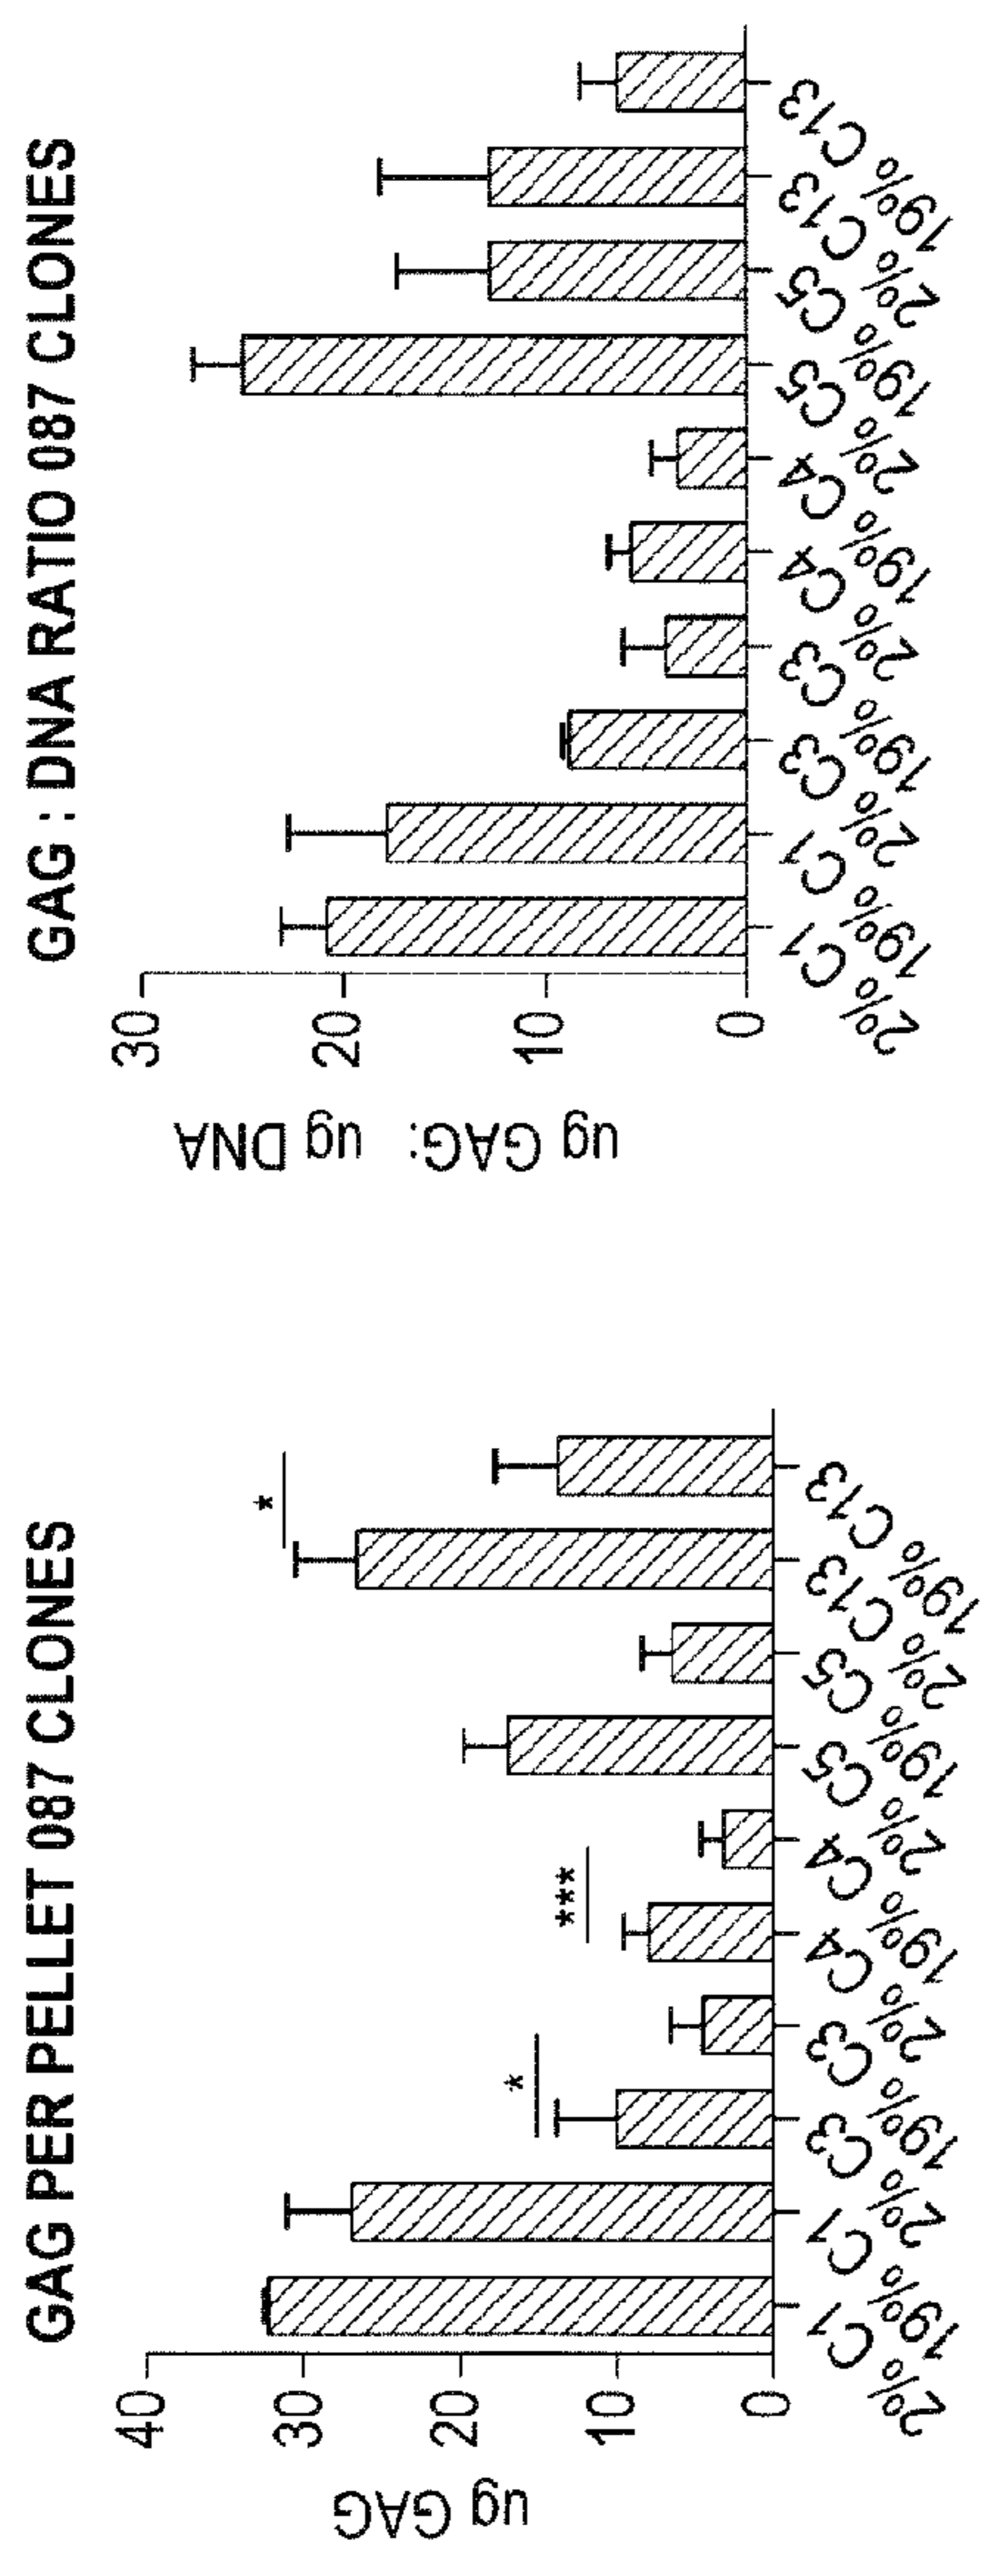 GAG PER PELLET 087 CLONES
ug GAG
40
30
20
10
0
*
***
*
2% C1
19% C1
2% C3
19% C3
2% C4
19% C4
2% C5
19% C5
2% C13
19% C13
GAG : DNA RATIO 087 CLONES
ug GAG: ug DNA
30
20
10
0
2% C1
19% C1
2% C3
19% C3
2% C4
19% C4
2% C5
19% C5
2% C13
19% C13